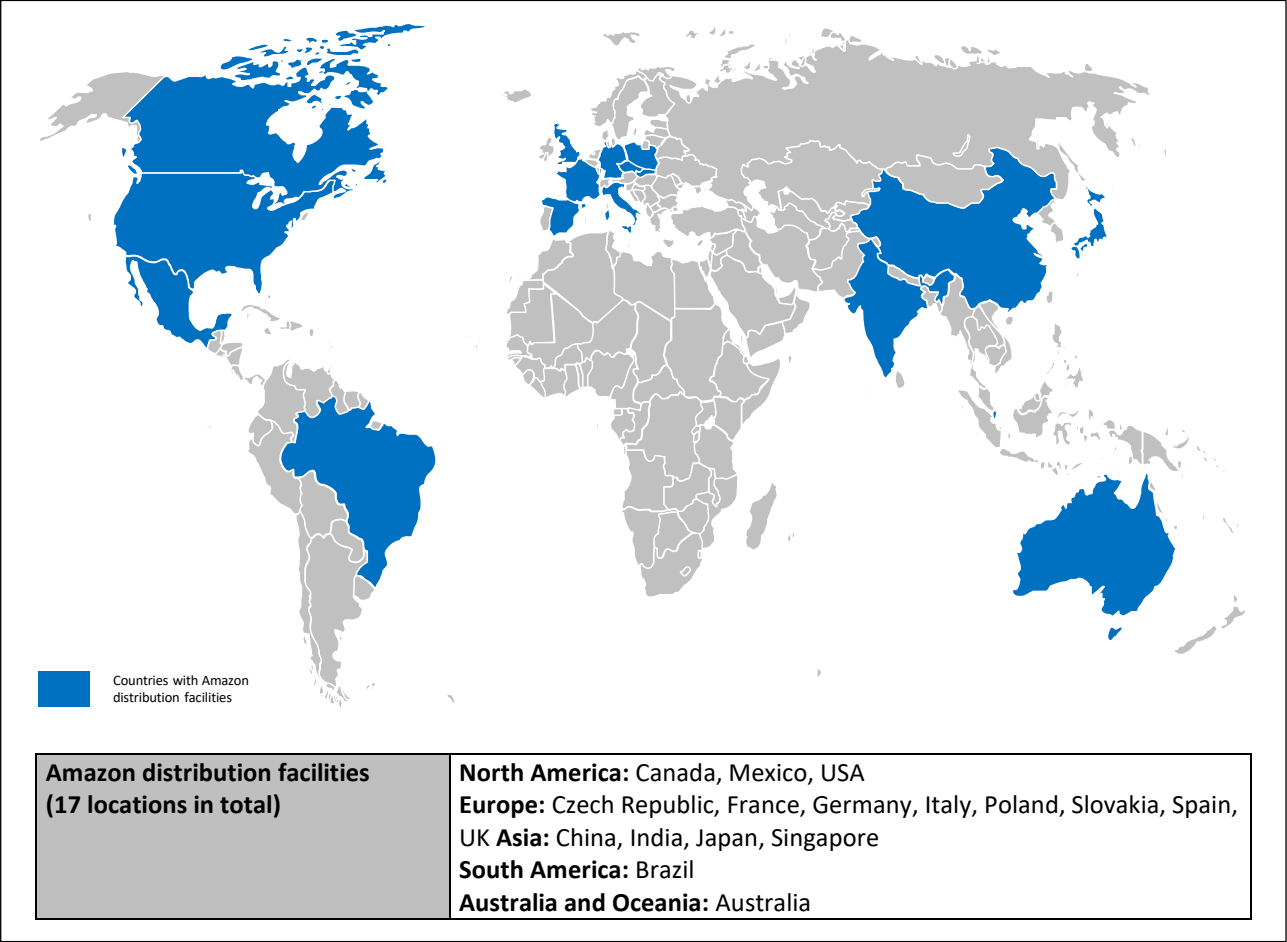 Countries with Amazon
distribution facilities
Amazon distribution facilities
(17 locations in total)
North America: Canada, Mexico, USA
Europe: Czech Republic, France, Germany, Italy, Poland, Slovakia, Spain,
UK Asia: China, India, Japan, Singapore
South America: Brazil
Australia and Oceania: Australia